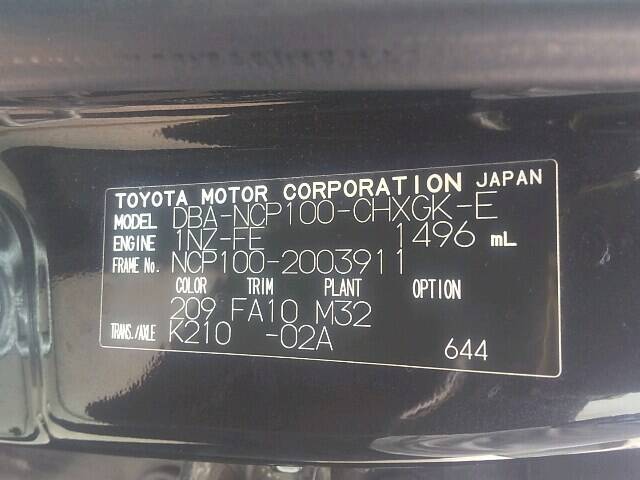 TOYOTA MOTOR CORPORATION JAPAN
MODEL DBA-NCP100-CHXGK-E
ENGINE 1NZ-FE 1496 mL
FRAME No. NCP100-2003911
COLOR TRIM PLANT OPTION
209 FA10 M32
TRANS./AXLE K210 -02A
644